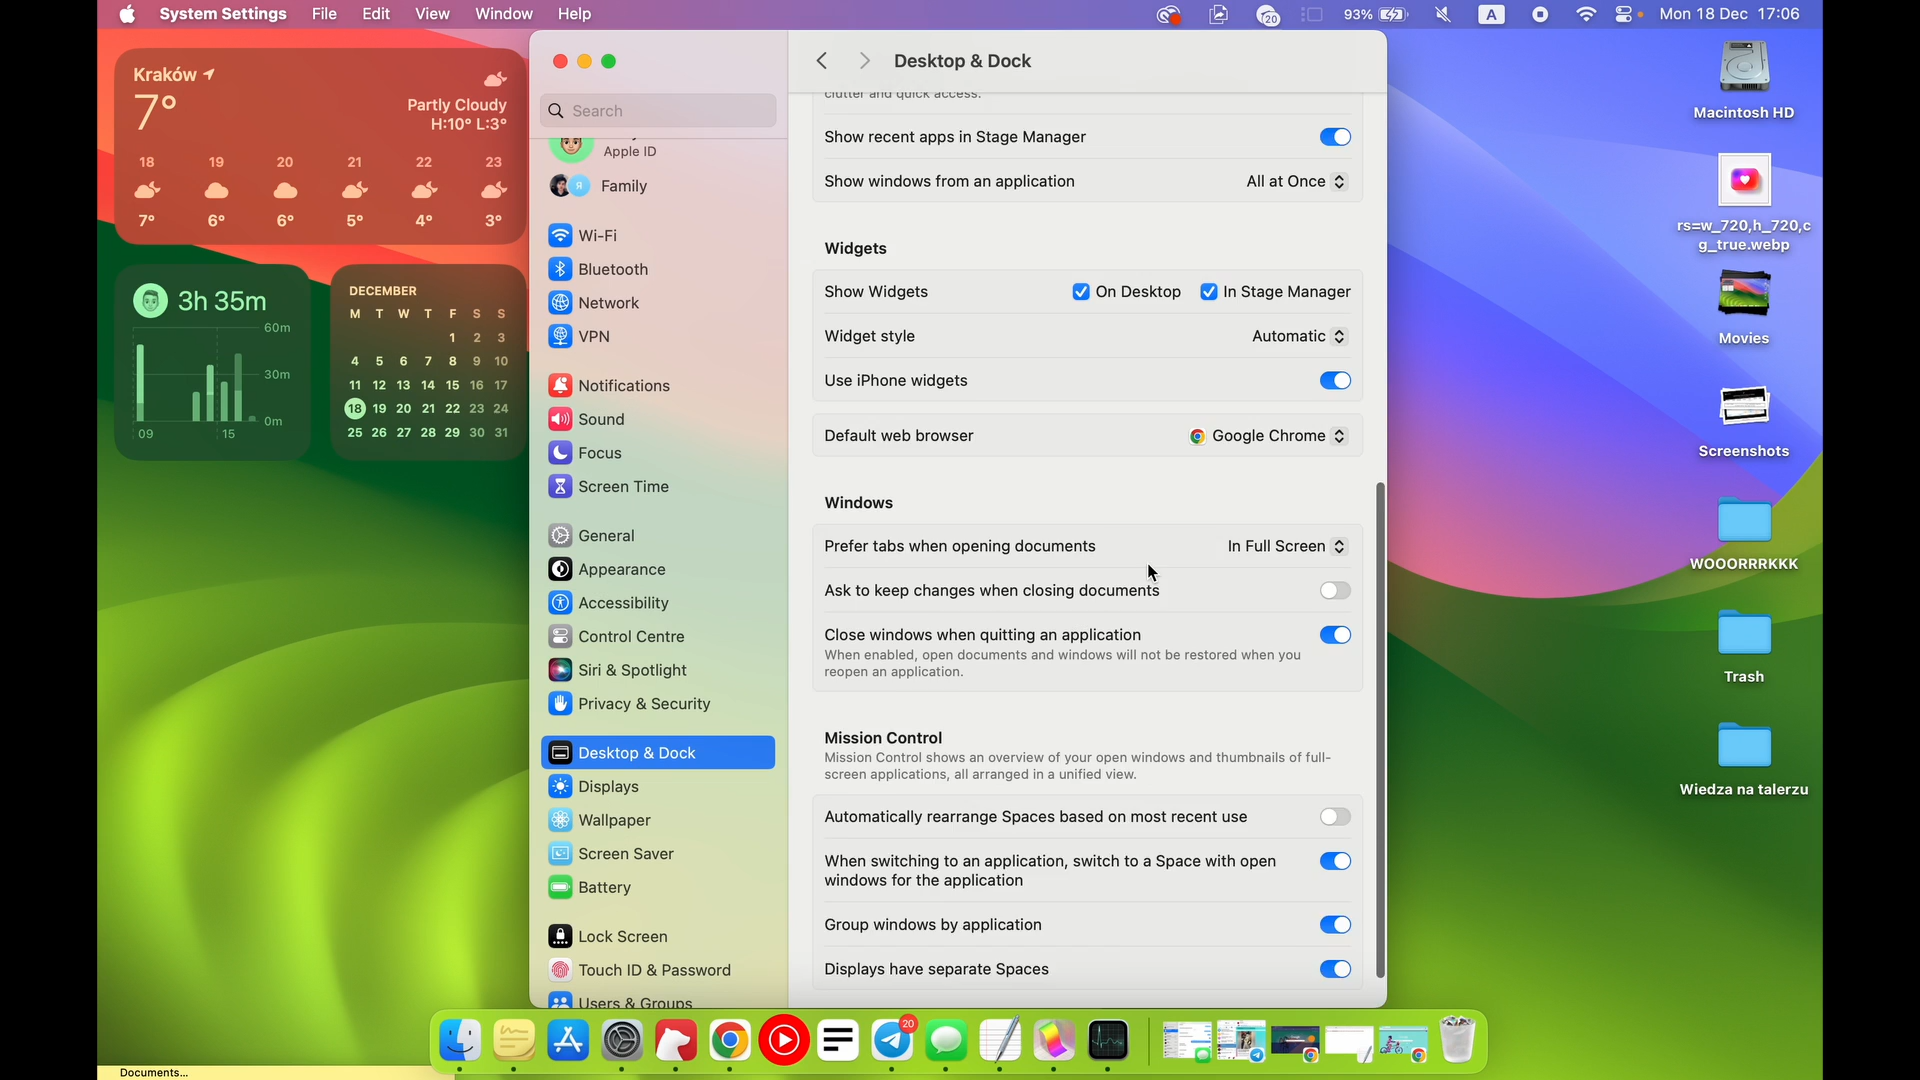 System Settings File Edit View Window Help
20 93% A Mon 18 Dec 17:06
Kraków
7°
Partly Cloudy
H:10° L:3°
18 19 20 21 22 23
7° 6° 6° 5° 4° 3°
3h 35m
60m
30m
0m
09 15
DECEMBER
M T W T F S S
1 2 3
4 5 6 7 8 9 10
11 12 13 14 15 16 17
18 19 20 21 22 23 24
25 26 27 28 29 30 31
Search
Apple ID
Я
Family
Wi-Fi
Bluetooth
Network
VPN
Notifications
Sound
Focus
Screen Time
General
Appearance
Accessibility
Control Centre
Siri & Spotlight
Privacy & Security
Desktop & Dock
Displays
Wallpaper
Screen Saver
Battery
Lock Screen
Touch ID & Password
Users & Groups
Desktop & Dock
clutter and quick access.
Show recent apps in Stage Manager
Show windows from an application All at Once
Widgets
Show Widgets On Desktop In Stage Manager
Widget style Automatic
Use iPhone widgets
Default web browser Google Chrome
Windows
Prefer tabs when opening documents In Full Screen
Ask to keep changes when closing documents
Close windows when quitting an application
When enabled, open documents and windows will not be restored when you
reopen an application.
Mission Control
Mission Control shows an overview of your open windows and thumbnails of full-
screen applications, all arranged in a unified view.
Automatically rearrange Spaces based on most recent use
When switching to an application, switch to a Space with open
windows for the application
Group windows by application
Displays have separate Spaces
Macintosh HD
rs=w_720,h_720,c
g_true.webp
Movies
Screenshots
WOOORRRKKK
Trash
Wiedza na talerzu
20
Documents...